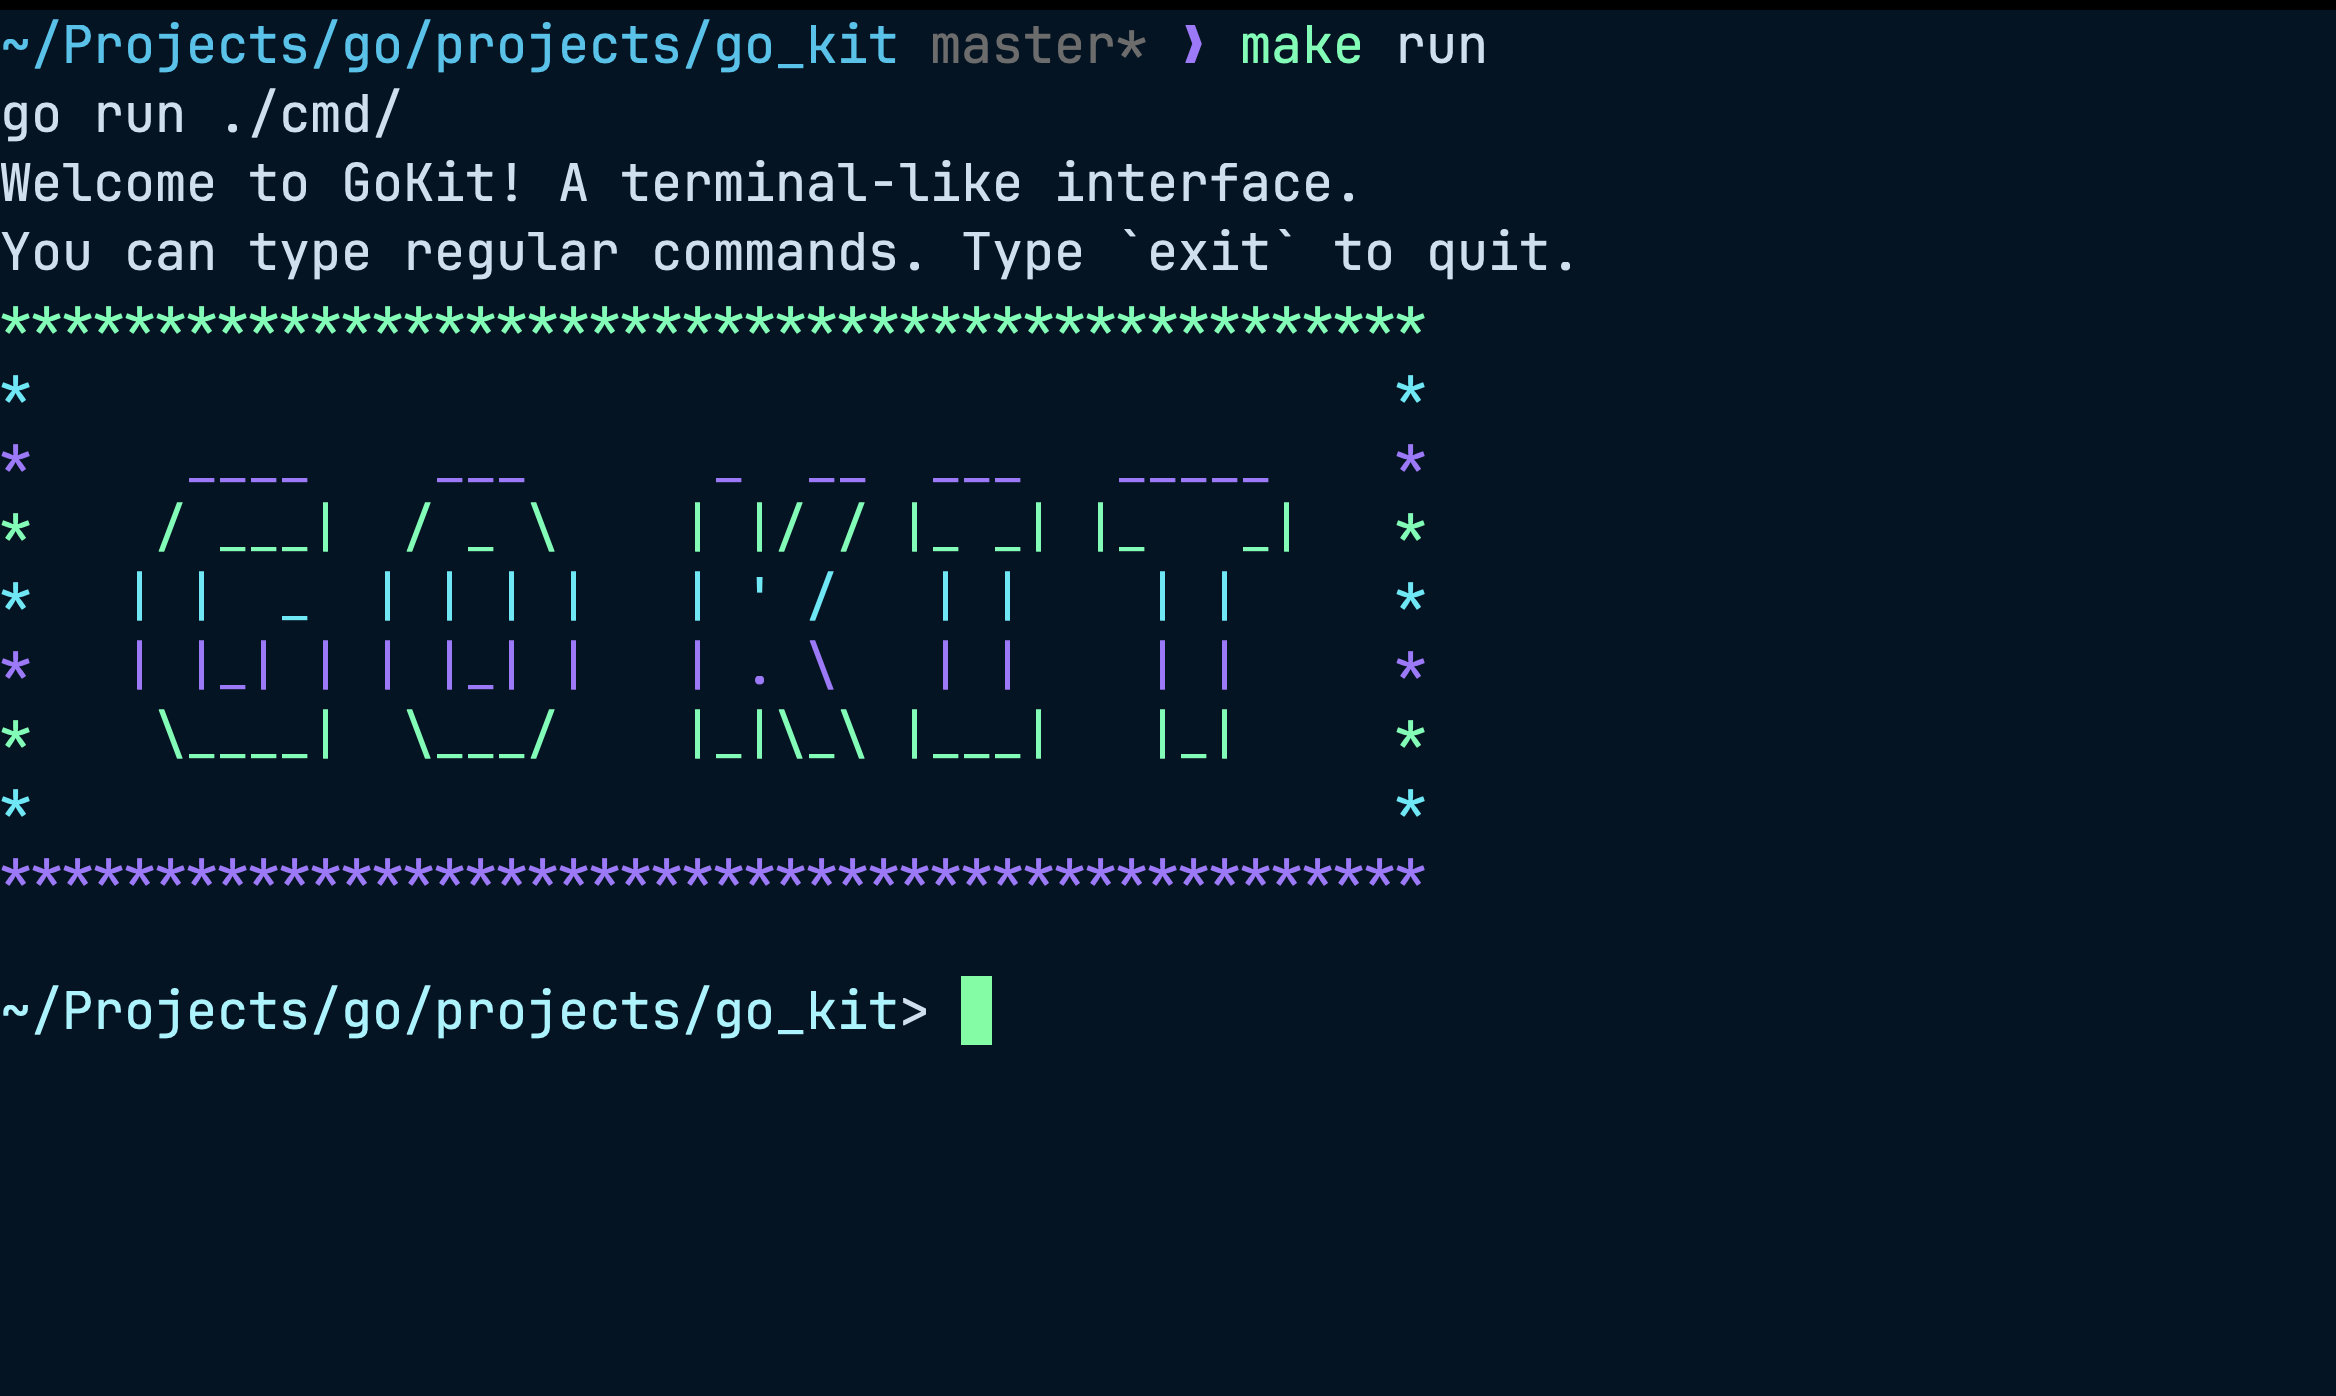 ~/Projects/go/projects/go_kit master* ❯ make run
go run ./cmd/
Welcome to GoKit! A terminal-like interface.
You can type regular commands. Type `exit` to quit.
**********************************************
*                                            *
*     ____    ___      _  __  ___   _____    *
*    / ___|  / _ \    | |/ / |_ _| |_   _|   *
*   | |  _  | | | |   | ' /   | |    | |     *
*   | |_| | | |_| |   | . \   | |    | |     *
*    \____|  \___/    |_|\_\ |___|   |_|     *
*                                            *
**********************************************
~/Projects/go/projects/go_kit>